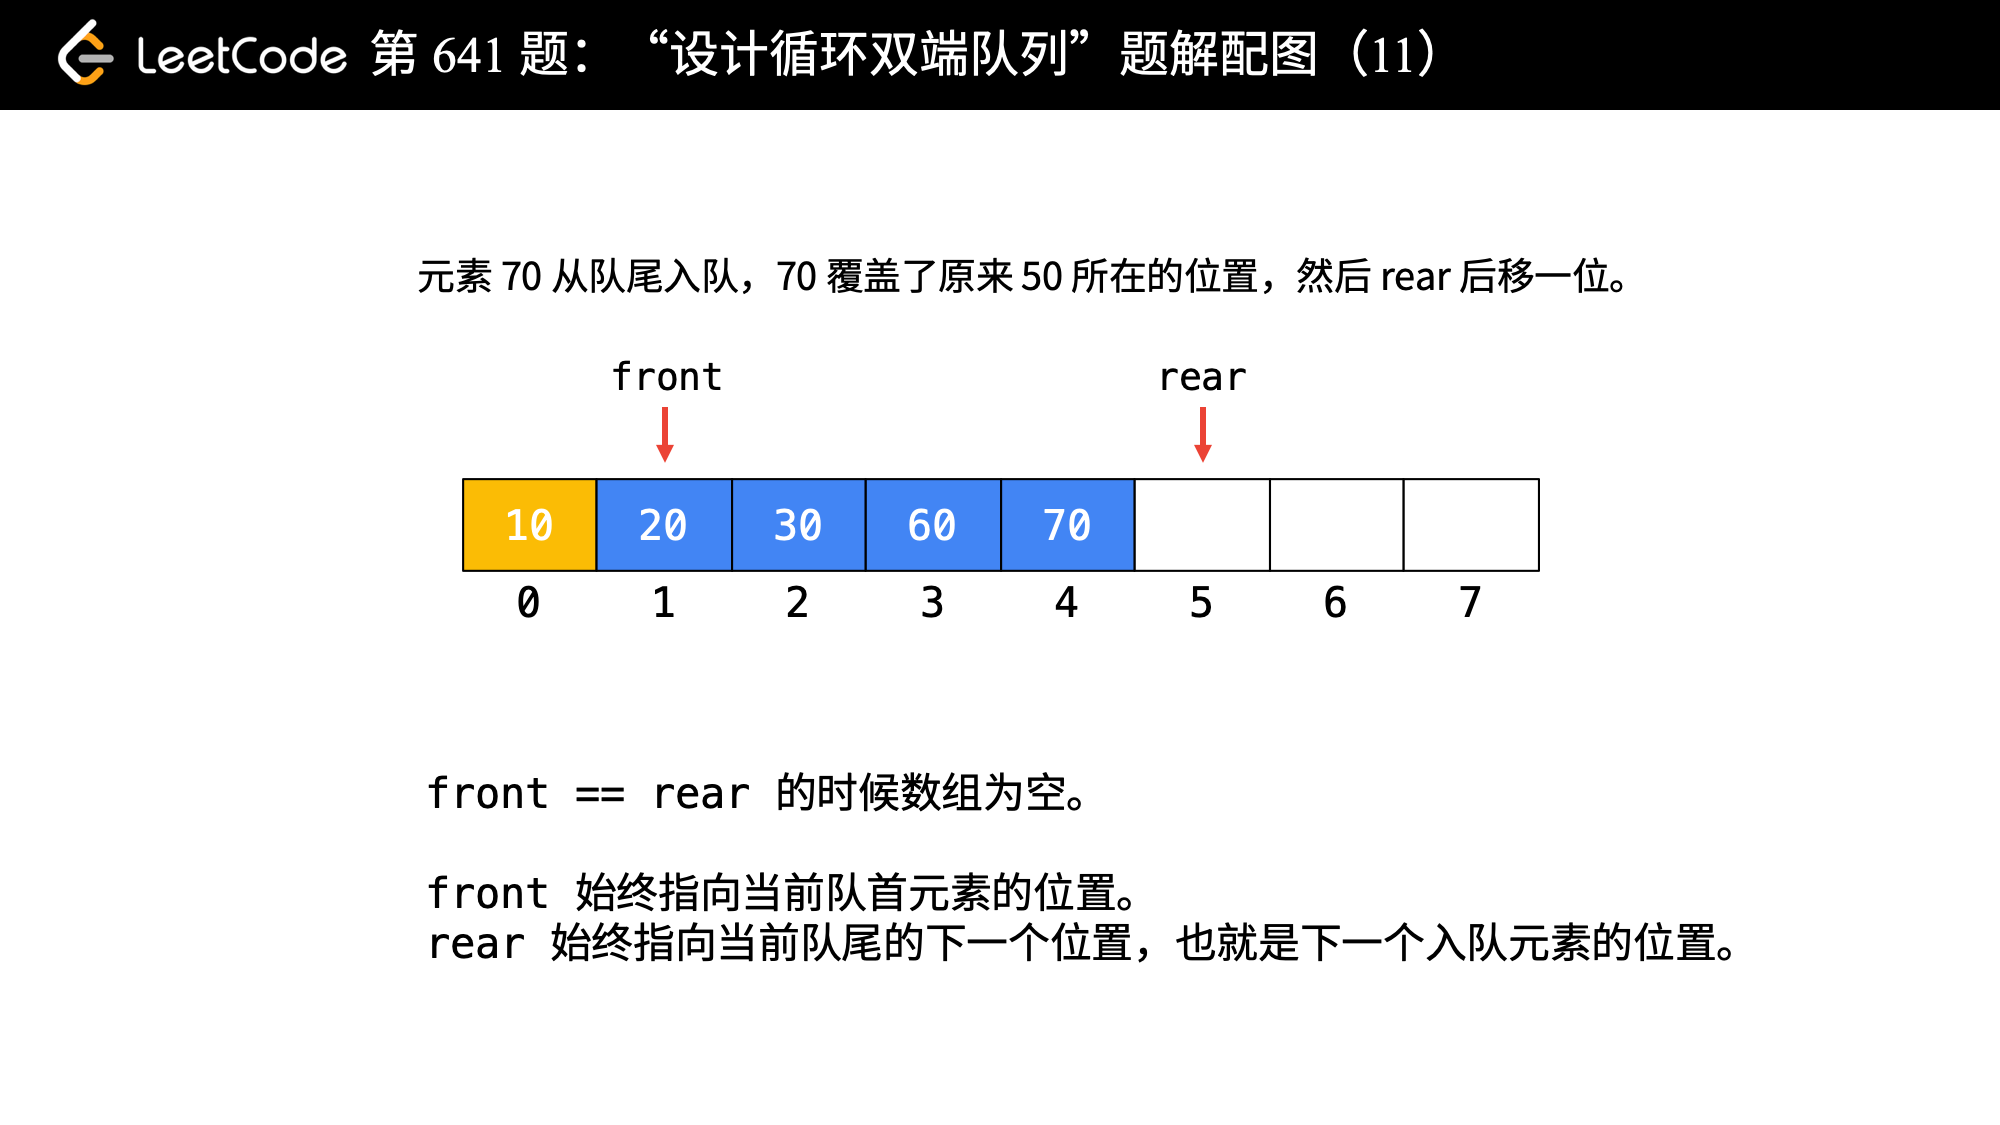 LeetCode 第 641 题：“设计循环双端队列”题解配图（11）
元素 70 从队尾入队，70 覆盖了原来 50 所在的位置，然后 rear 后移一位。
front rear
10 20 30 60 70
0 1 2 3 4 5 6 7
front == rear 的时候数组为空。
front 始终指向当前队首元素的位置。
rear 始终指向当前队尾的下一个位置，也就是下一个入队元素的位置。